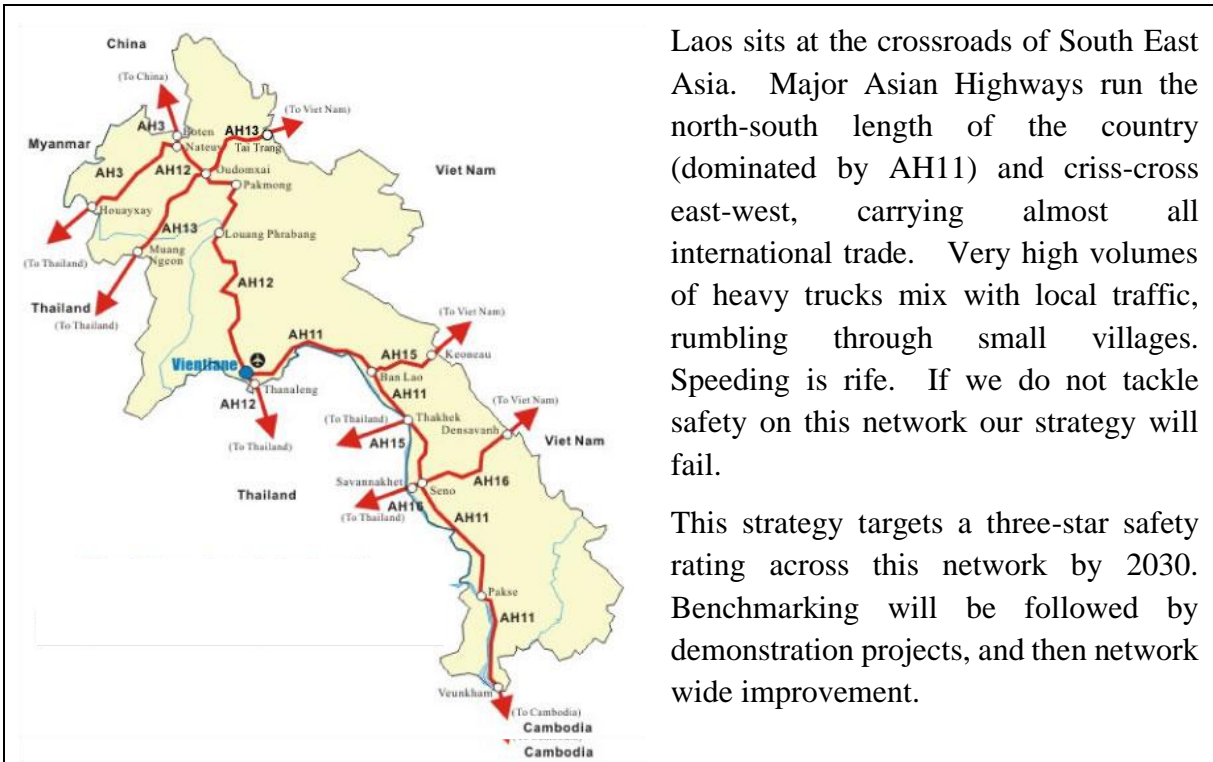 China
(To China)
(To Viet Nam)
AH3
Boten
AH13
Tai Trang
Myanmar
Nateuy
AH3
AH12
Oudomxai
Viet Nam
Pakmong
Houayxay
AH13
Louang Phrabang
Muang
Ngeon
(To Thailand)
AH12
Thailand
(To Thailand)
(To Viet Nam)
AH11
Vientiane
AH15
Keoneau
Ban Lao
Thanaleng
AH12
AH11
(To Viet Nam)
(To Thailand)
Thakhek
(To Thailand)
AH15
Densavanh
Viet Nam
Savannakhet
AH16
Thailand
Seno
AH16
(To Thailand)
AH11
Pakse
AH11
Veunkham
(To Cambodia)
Cambodia
Cambodia
Laos sits at the crossroads of South East
Asia. Major Asian Highways run the
north-south length of the country
(dominated by AH11) and criss-cross
east-west, carrying almost all
international trade. Very high volumes
of heavy trucks mix with local traffic,
rumbling through small villages.
Speeding is rife. If we do not tackle
safety on this network our strategy will
fail.
This strategy targets a three-star safety
rating across this network by 2030.
Benchmarking will be followed by
demonstration projects, and then network
wide improvement.